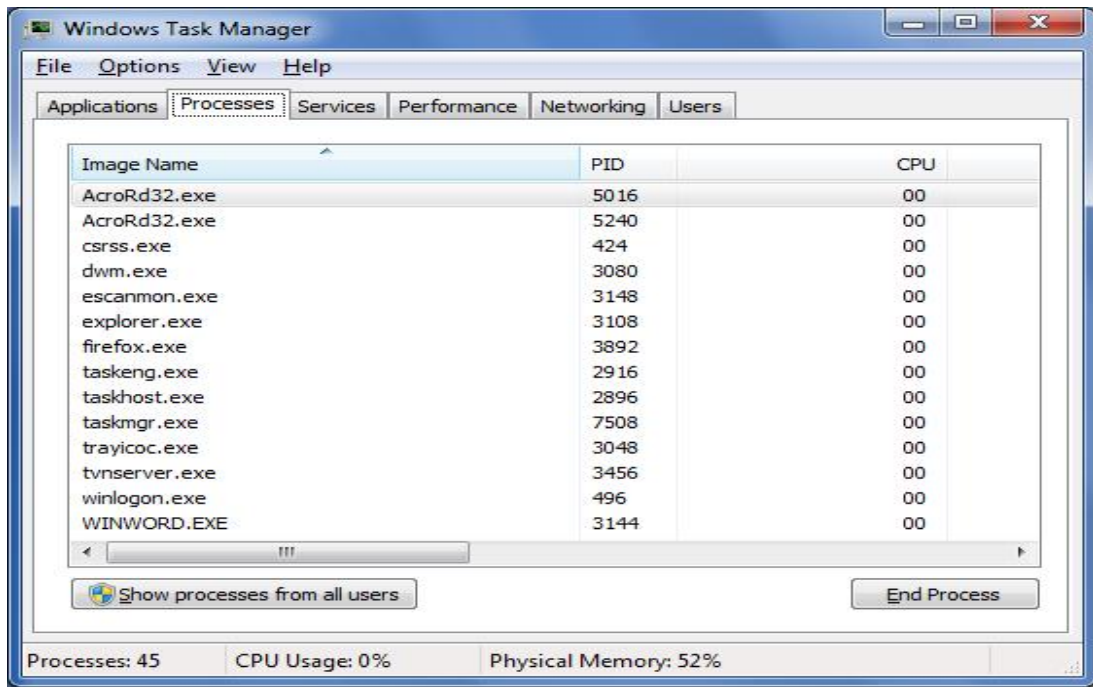 Windows Task Manager
File Options View Help
Applications Processes Services Performance Networking Users
Image Name PID CPU
AcroRd32.exe 5016 00
AcroRd32.exe 5240 00
csrss.exe 424 00
dwm.exe 3080 00
escanmon.exe 3148 00
explorer.exe 3108 00
firefox.exe 3892 00
taskeng.exe 2916 00
taskhost.exe 2896 00
taskmgr.exe 7508 00
trayicoc.exe 3048 00
tvnserver.exe 3456 00
winlogon.exe 496 00
WINWORD.EXE 3144 00
Show processes from all users End Process
Processes: 45 CPU Usage: 0% Physical Memory: 52%